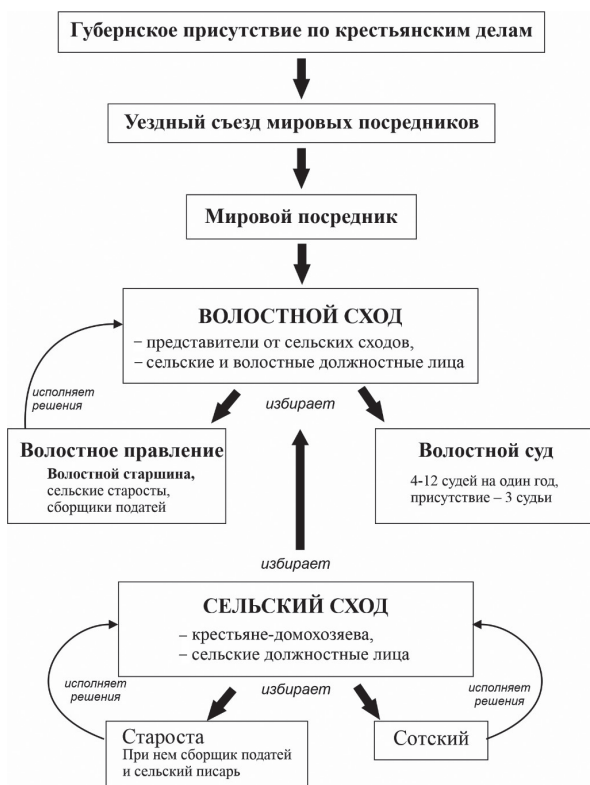 Губернское присутствие по крестьянским делам
Уездный съезд мировых посредников
Мировой посредник
ВОЛОСТНОЙ СХОД
– представители от сельских сходов,
– сельские и волостные должностные лица
исполняет
решения
избирает
Волостное правление
Волостной старшина,
сельские старосты,
сборщики податей
Волостной суд
4-12 судей на один год,
присутствие – 3 судьи
избирает
СЕЛЬСКИЙ СХОД
– крестьяне-домохозяева,
– сельские должностные лица
исполняет
решения
избирает
исполняет
решения
Староста
При нем сборщик податей
и сельский писарь
Сотский